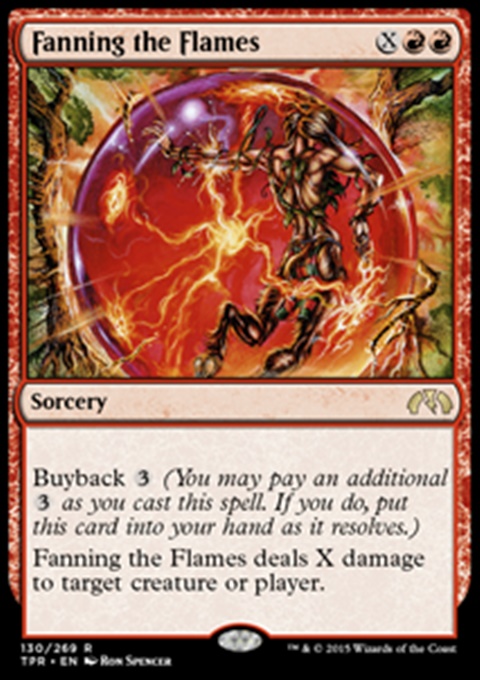 Fanning the Flames X
Sorcery
Buyback 3 (You may pay an additional
3 as you cast this spell. If you do, put
this card into your hand as it resolves.)
Fanning the Flames deals X damage
to target creature or player.
130/269 R
TPR • EN Ron Spencer
™ & © 2015 Wizards of the Coast